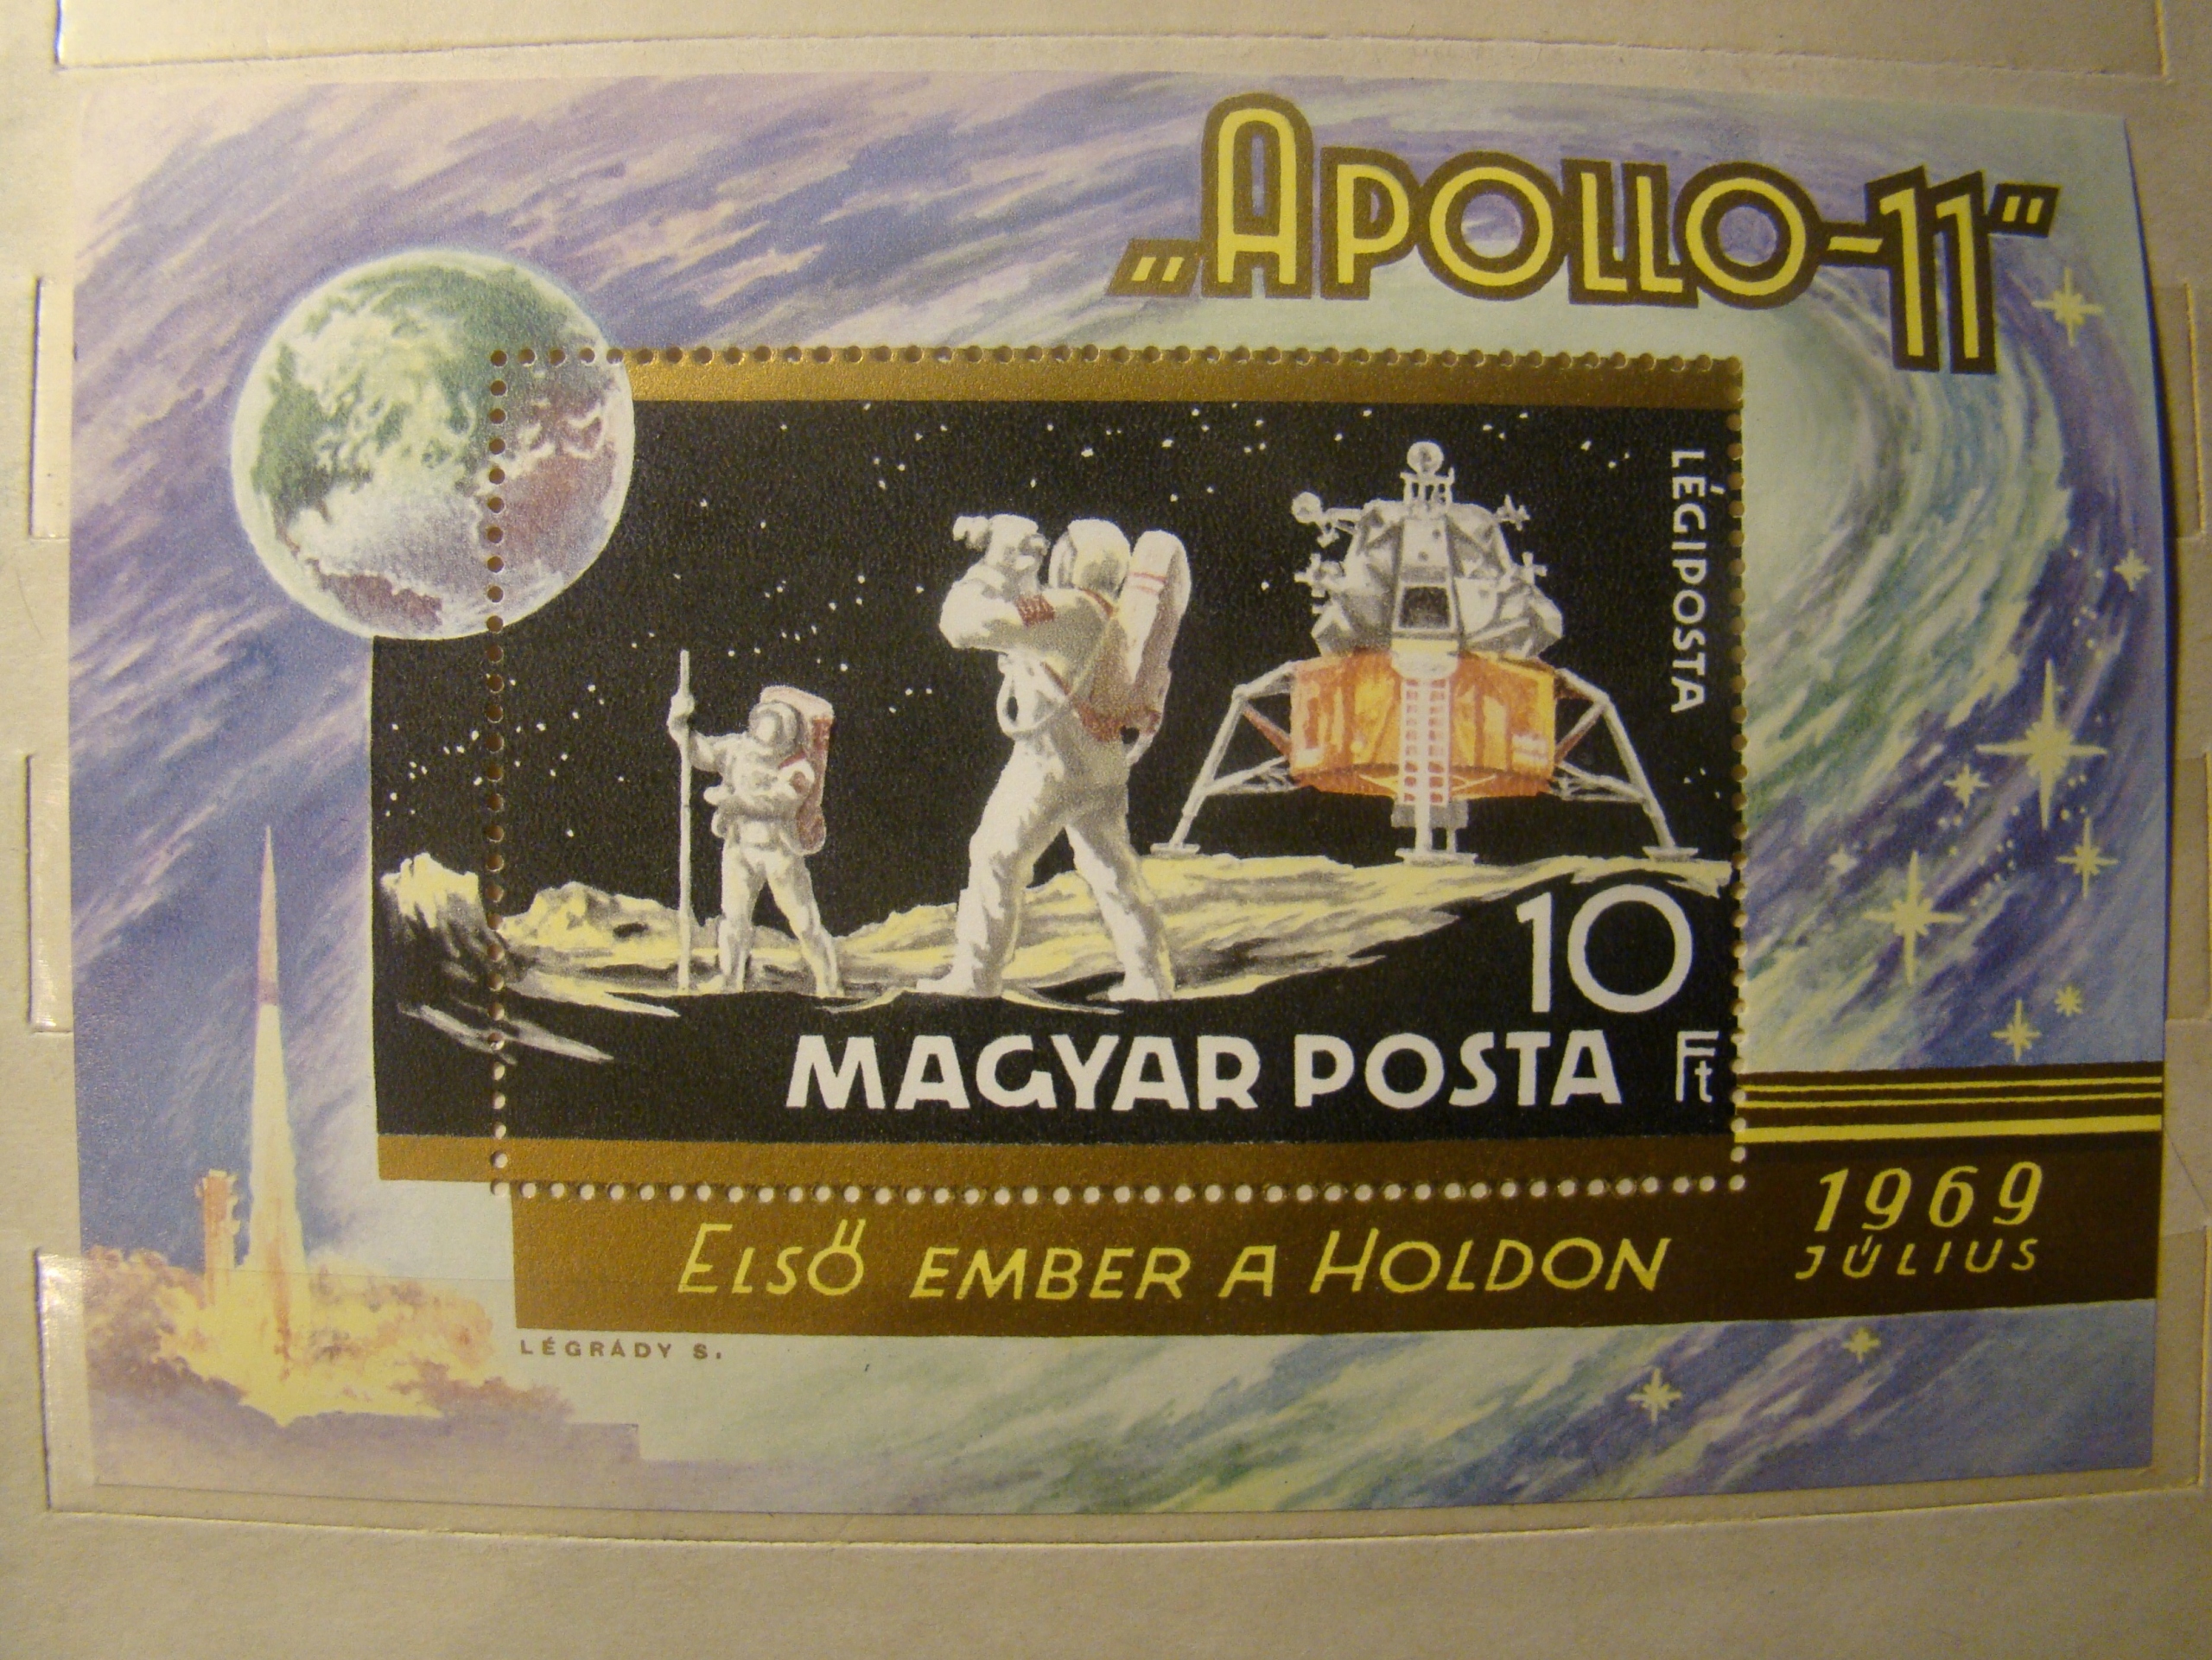 „APOLLO-11”
LÉGIPOSTA
10
MAGYAR POSTA Ft
ELSŐ EMBER A HOLDON
1969
JÚLIUS
LÉGRÁDY S.